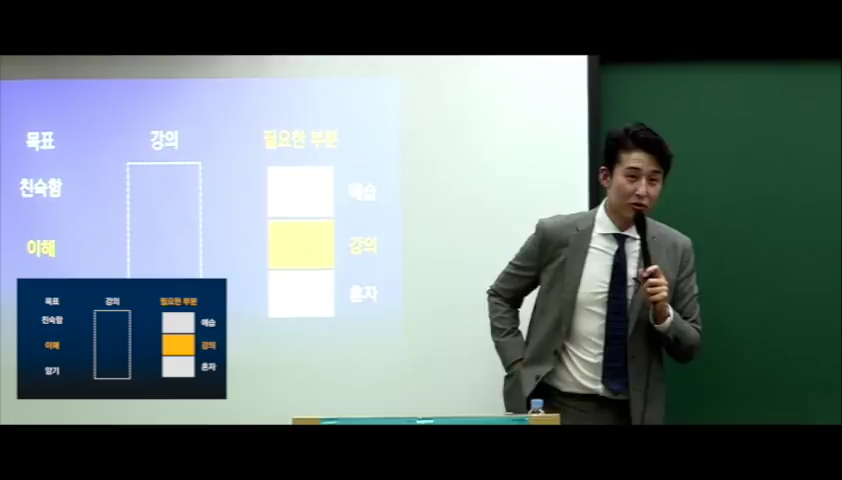 목표 강의 필요한 부분
친숙함 예습
이해 강의
혼자
목표 강의 필요한 부분
친숙함 예습
이해 강의
암기 혼자